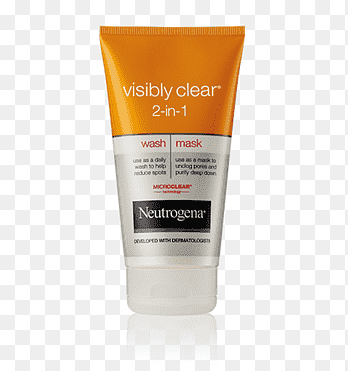 visibly clear®
2-in-1
wash | mask
use as a daily wash to help reduce spots
use as a mask to unclog pores and purify deep down
MICROCLEAR®
technology
Neutrogena®
DEVELOPED WITH DERMATOLOGISTS